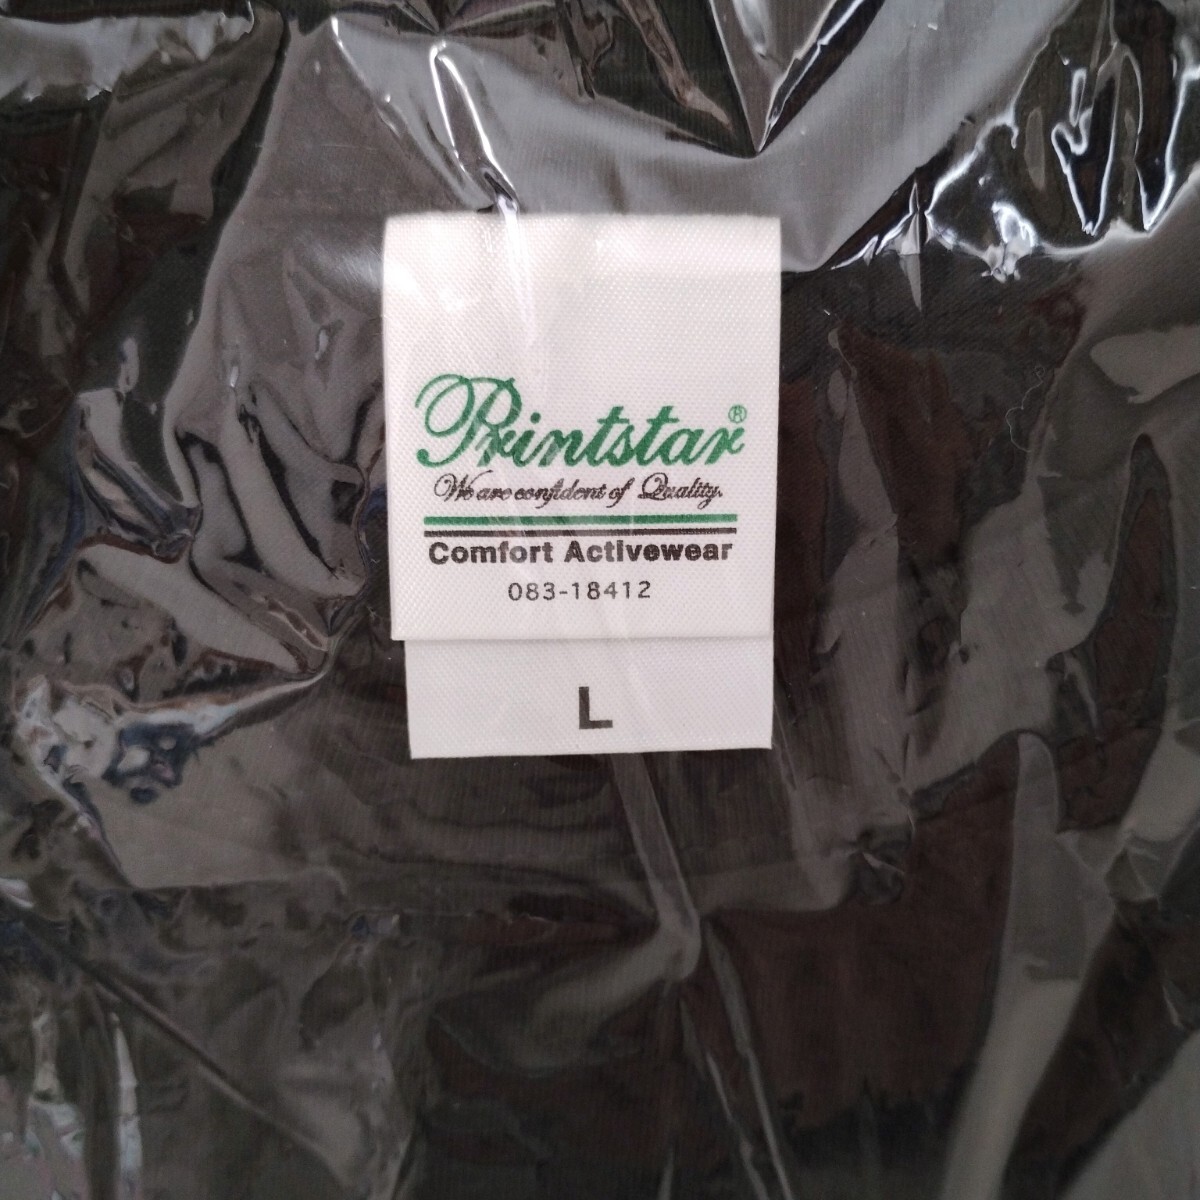 Printstar®
We are confident of Quality.
Comfort Activewear
083-18412
L